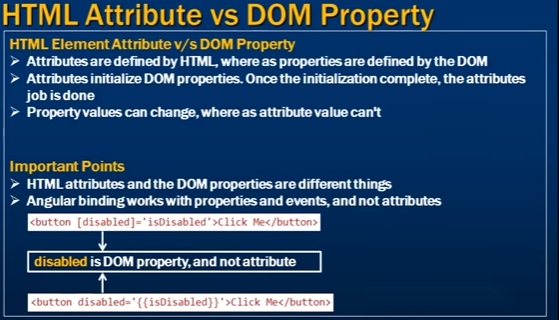 HTML Attribute vs DOM Property
HTML Element Attribute v/s DOM Property
➢ Attributes are defined by HTML, where as properties are defined by the DOM
➢ Attributes initialize DOM properties. Once the initialization complete, the attributes
job is done
➢ Property values can change, where as attribute value can't
Important Points
➢ HTML attributes and the DOM properties are different things
➢ Angular binding works with properties and events, and not attributes
<button [disabled]='isDisabled'>Click Me</button>
disabled is DOM property, and not attribute
<button disabled='{{isDisabled}}'>Click Me</button>